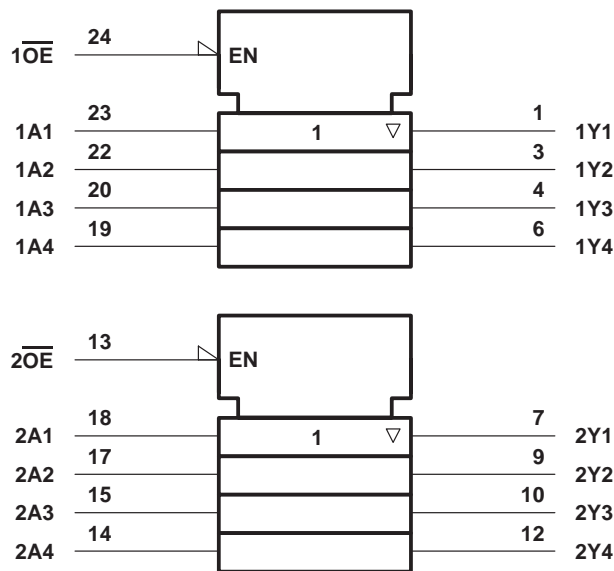 24
1OE EN
23 1
1A1 1 1Y1
22 3
1A2 1Y2
20 4
1A3 1Y3
19 6
1A4 1Y4
13
2OE EN
18 7
2A1 1 2Y1
17 9
2A2 2Y2
15 10
2A3 2Y3
14 12
2A4 2Y4